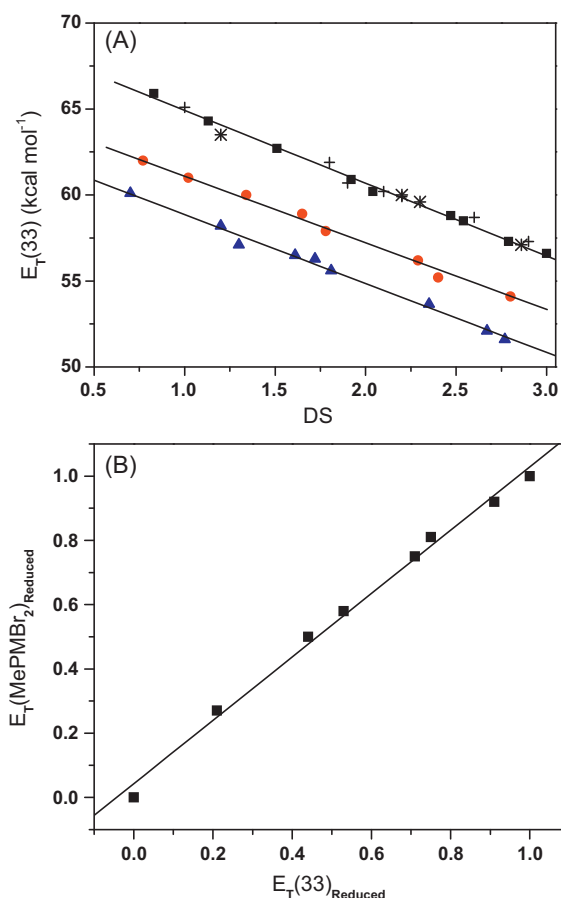 (A)
E_T(33) (kcal mol⁻¹)
70
65
60
55
50
0.5 1.0 1.5 2.0 2.5 3.0
DS
(B)
E_T(MePMBr₂)_Reduced
1.0
0.8
0.6
0.4
0.2
0.0
0.0 0.2 0.4 0.6 0.8 1.0
E_T(33)_Reduced